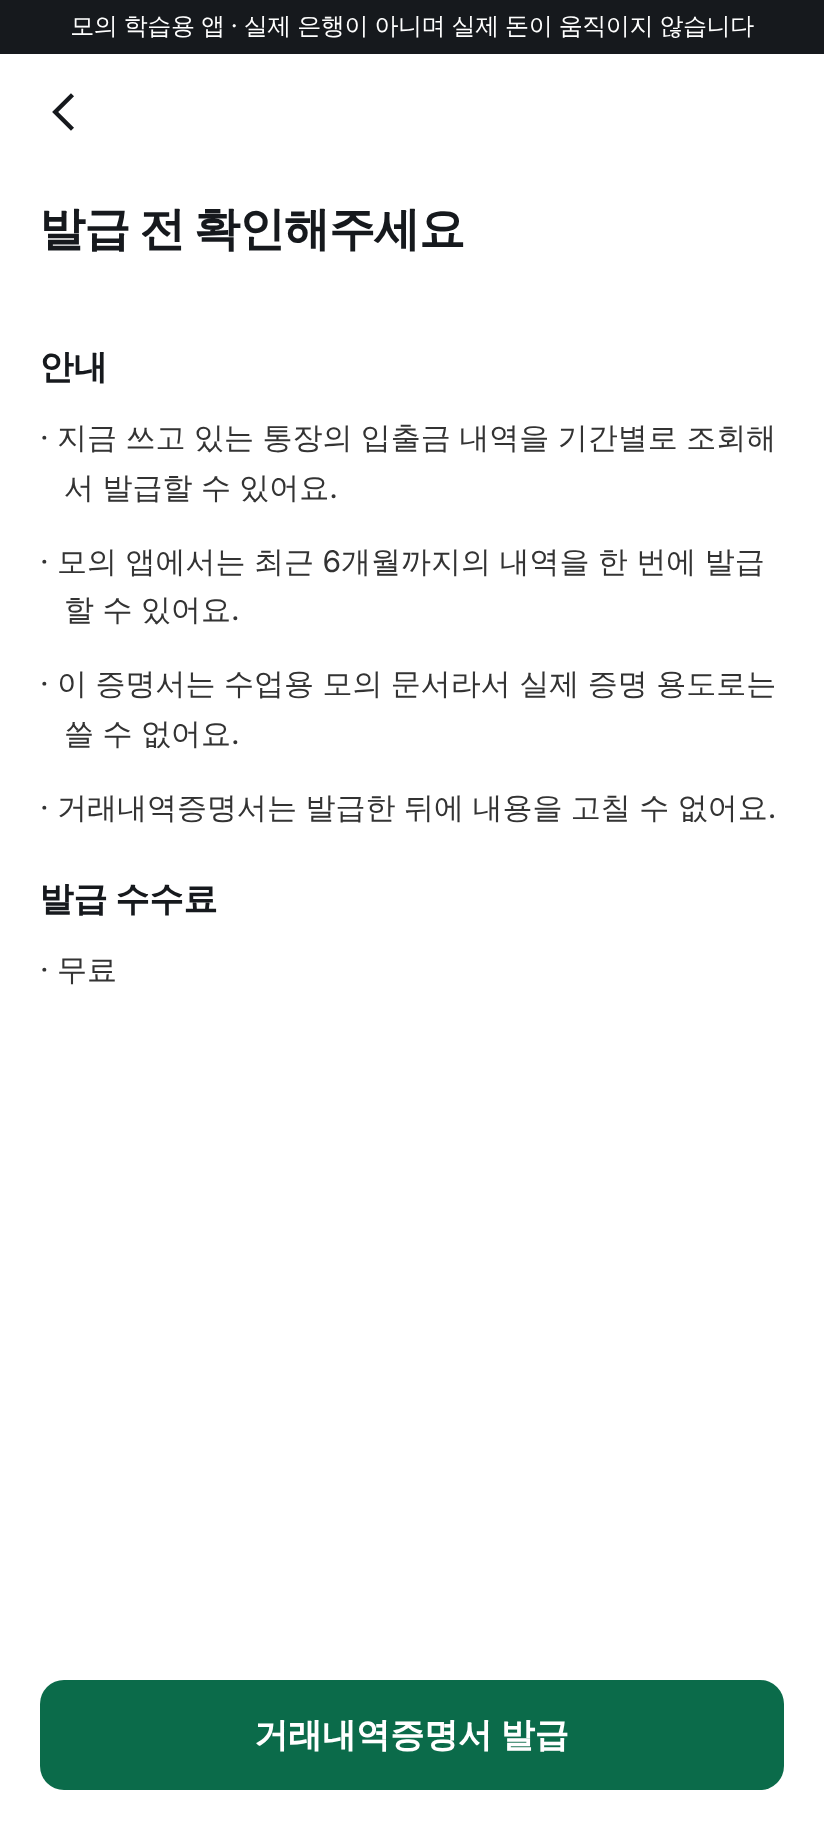 모의 학습용 앱 · 실제 은행이 아니며 실제 돈이 움직이지 않습니다
발급 전 확인해주세요
안내
· 지금 쓰고 있는 통장의 입출금 내역을 기간별로 조회해
서 발급할 수 있어요.
· 모의 앱에서는 최근 6개월까지의 내역을 한 번에 발급
할 수 있어요.
· 이 증명서는 수업용 모의 문서라서 실제 증명 용도로는
쓸 수 없어요.
· 거래내역증명서는 발급한 뒤에 내용을 고칠 수 없어요.
발급 수수료
· 무료
거래내역증명서 발급